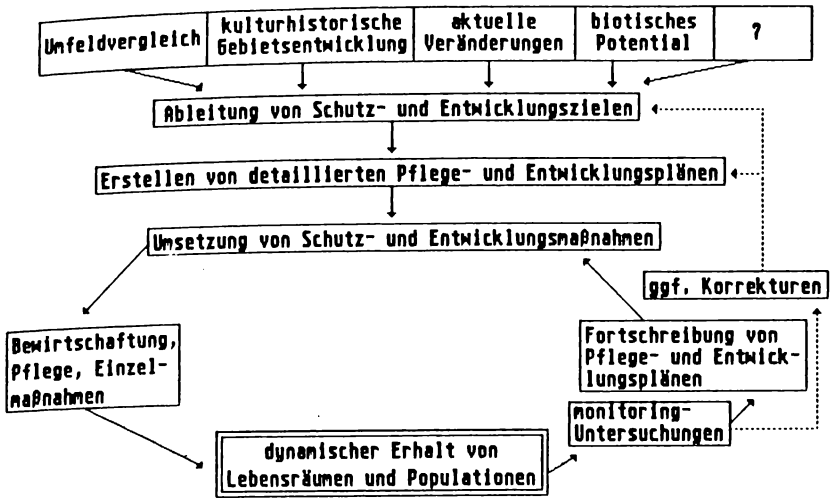 Umfeldvergleich
kulturhistorische
Gebietsentwicklung
aktuelle
Veränderungen
biotisches
Potential
?
Ableitung von Schutz- und Entwicklungszielen
Erstellen von detaillierten Pflege- und Entwicklungsplänen
Umsetzung von Schutz- und Entwicklungsmaßnahmen
ggf. Korrekturen
Bewirtschaftung,
Pflege, Einzel-
maßnahmen
Fortschreibung von
Pflege- und Entwick-
lungsplänen
monitoring-
Untersuchungen
dynamischer Erhalt von
Lebensräumen und Populationen